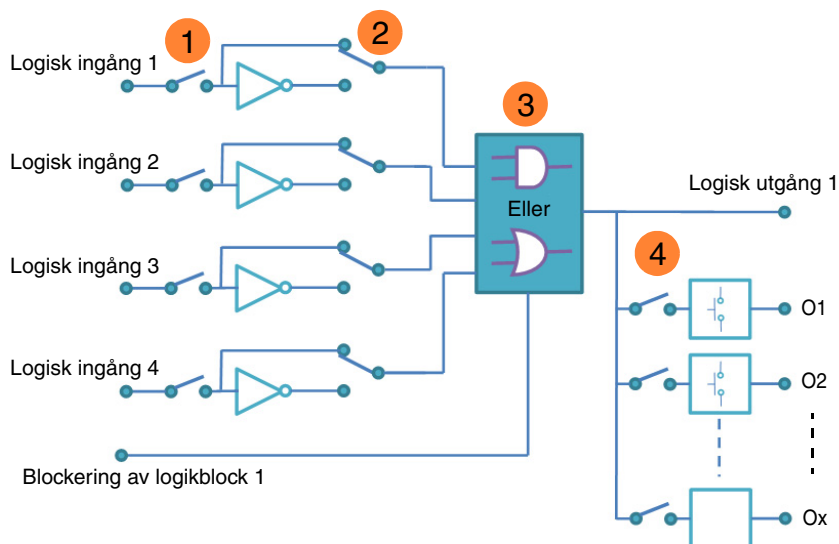 1
2
Logisk ingång 1
3
Logisk ingång 2
Eller
Logisk utgång 1
4
Logisk ingång 3
O1
Logisk ingång 4
O2
Blockering av logikblock 1
Ox